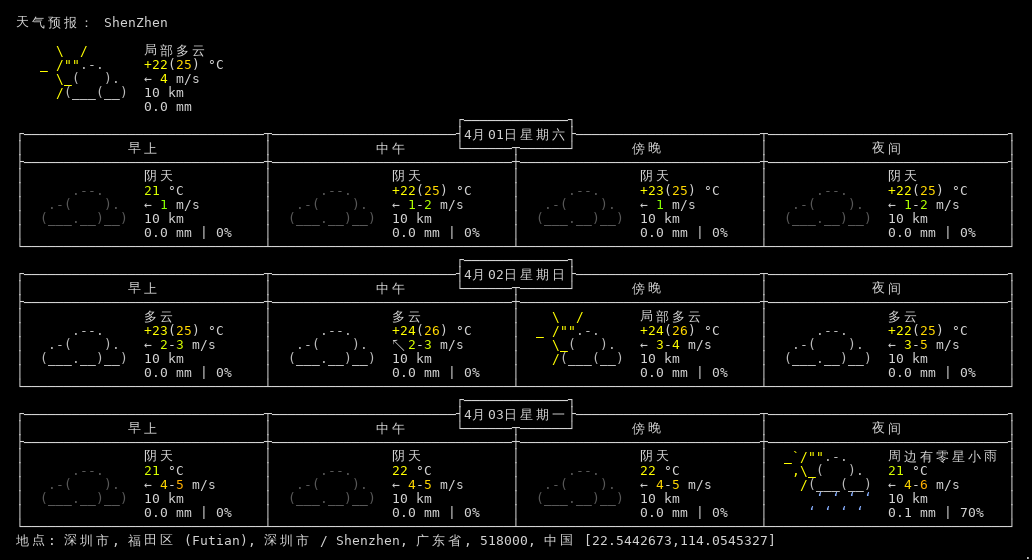 天气预报： ShenZhen
局部多云
+22(25) °C
← 4 m/s
10 km
0.0 mm
4月01日星期六
早上 中午 傍晚 夜间
阴天 阴天 阴天 阴天
21 °C +22(25) °C +23(25) °C +22(25) °C
← 1 m/s ← 1-2 m/s ← 1 m/s ← 1-2 m/s
10 km 10 km 10 km 10 km
0.0 mm | 0% 0.0 mm | 0% 0.0 mm | 0% 0.0 mm | 0%
4月02日星期日
早上 中午 傍晚 夜间
多云 多云 局部多云 多云
+23(25) °C +24(26) °C +24(26) °C +22(25) °C
← 2-3 m/s ↖ 2-3 m/s ← 3-4 m/s ← 3-5 m/s
10 km 10 km 10 km 10 km
0.0 mm | 0% 0.0 mm | 0% 0.0 mm | 0% 0.0 mm | 0%
4月03日星期一
早上 中午 傍晚 夜间
阴天 阴天 阴天 周边有零星小雨
21 °C 22 °C 22 °C 21 °C
← 4-5 m/s ← 4-5 m/s ← 4-5 m/s ← 4-6 m/s
10 km 10 km 10 km 10 km
0.0 mm | 0% 0.0 mm | 0% 0.0 mm | 0% 0.1 mm | 70%
地点: 深圳市, 福田区 (Futian), 深圳市 / Shenzhen, 广东省, 518000, 中国 [22.5442673,114.0545327]